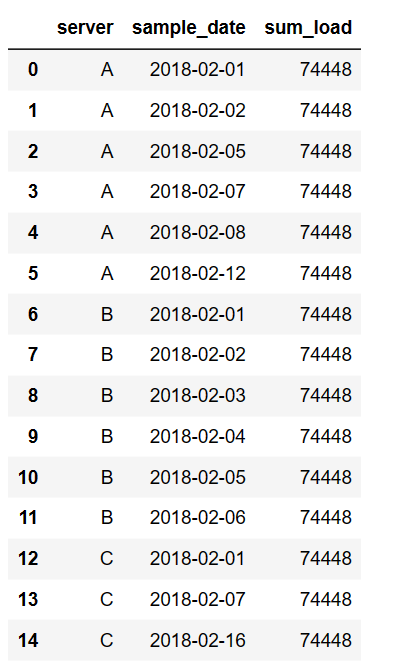 server sample_date sum_load
0 A 2018-02-01 74448
1 A 2018-02-02 74448
2 A 2018-02-05 74448
3 A 2018-02-07 74448
4 A 2018-02-08 74448
5 A 2018-02-12 74448
6 B 2018-02-01 74448
7 B 2018-02-02 74448
8 B 2018-02-03 74448
9 B 2018-02-04 74448
10 B 2018-02-05 74448
11 B 2018-02-06 74448
12 C 2018-02-01 74448
13 C 2018-02-07 74448
14 C 2018-02-16 74448